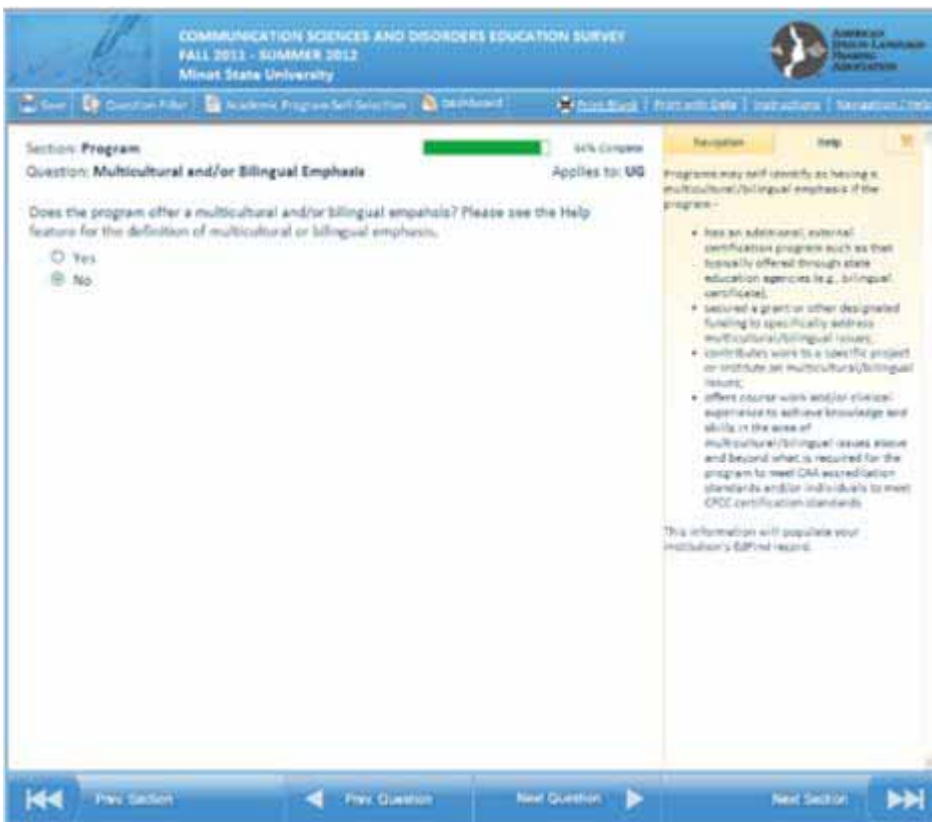 COMMUNICATION SCIENCES AND DISORDERS EDUCATION SURVEY
FALL 2011 - SUMMER 2012
Minot State University
AMERICAN
SPEECH-LANGUAGE
HEARING
ASSOCIATION
Save
Question Filter
Academic Program Self-Selection
Dashboard
Print Blank | Print with Data | Instructions | Navigation / Help
Section: Program
Complete
Question: Multicultural and/or Bilingual Emphasis
Applies to: UG
Does the program offer a multicultural and/or bilingual empahsis? Please see the Help
feature for the definition of multicultural or bilingual emphasis.
Yes
No
Navigation
Help
Programs may self identify as having a
multicultural/bilingual emphasis if the
program -
• has an additional, external
certification program such as that
typically offered through state
education agencies (e.g., bilingual
certificate);
• secured a grant or other designated
funding to specifically address
multicultural/bilingual issues;
• contributes work to a specific project
or institute on multicultural/bilingual
issues;
• offers course work and/or clinical
experience to achieve knowledge and
skills in the area of
multicultural/bilingual issues above
and beyond what is required for the
program to meet CAA accreditation
standards and/or individuals to meet
CFCC certification standards
This information will populate your
institution's EdFind record.
Prev. Section
Prev. Question
Next Question
Next Section